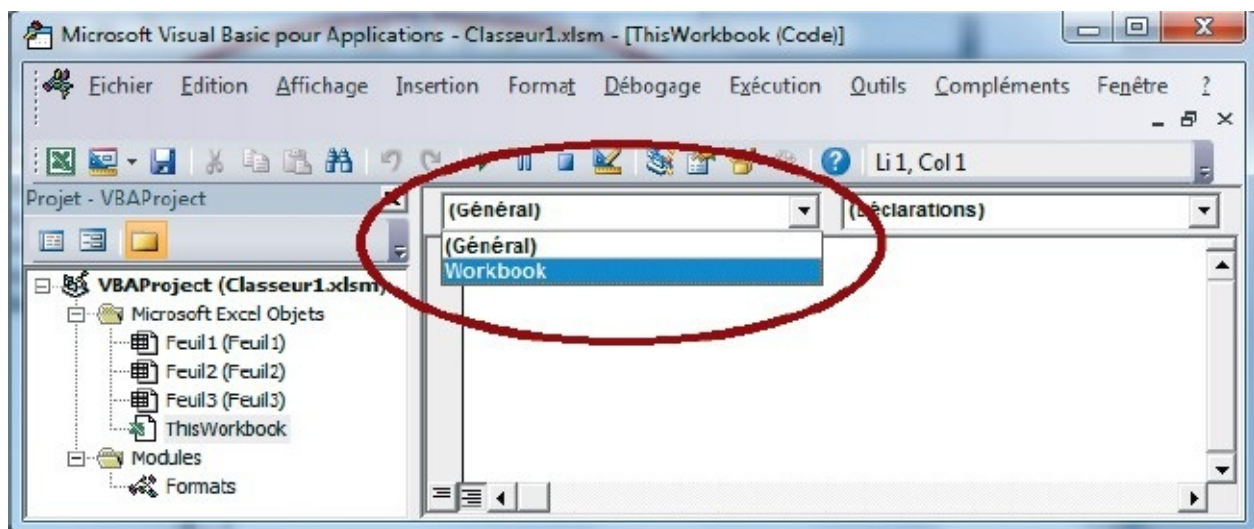 Microsoft Visual Basic pour Applications - Classeur1.xlsm - [ThisWorkbook (Code)]
Eichier Edition Affichage Insertion Format Débogage Exécution Outils Compléments Fenêtre ?
Li 1, Col 1
Projet - VBAProject
(Général) (Déclarations)
(Général)
Workbook
VBAProject (Classeur1.xlsm)
Microsoft Excel Objets
Feuil1 (Feuil1)
Feuil2 (Feuil2)
Feuil3 (Feuil3)
ThisWorkbook
Modules
Formats